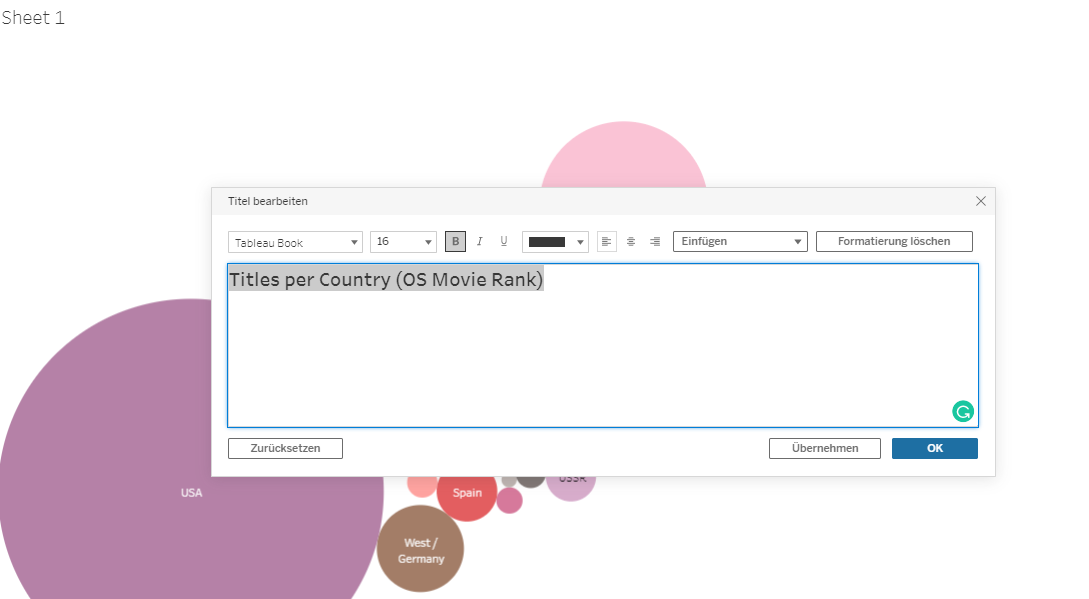 Sheet 1
Titel bearbeiten
Tableau Book
16
B
I
U
Einfügen
Formatierung löschen
Titles per Country (OS Movie Rank)
Zurücksetzen
Übernehmen
OK
USA
Spain
USSR
West /
Germany